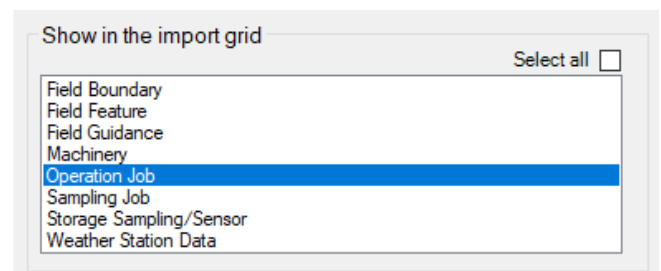 Show in the import grid
Select all
Field Boundary
Field Feature
Field Guidance
Machinery
Operation Job
Sampling Job
Storage Sampling/Sensor
Weather Station Data